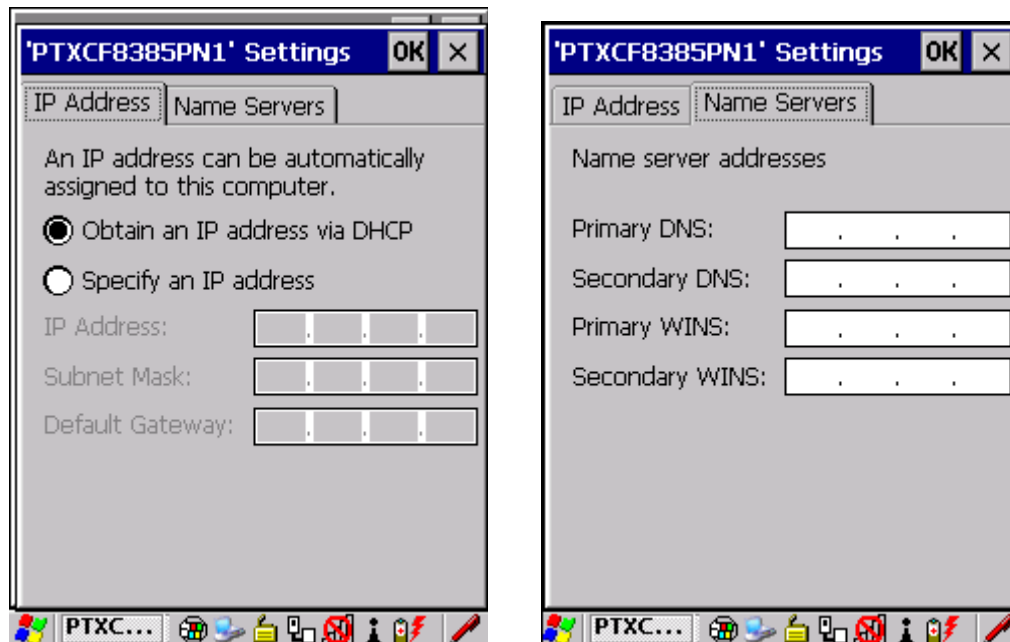 'PTXCF8385PN1' Settings OK ×
IP Address Name Servers
An IP address can be automatically
assigned to this computer.
Obtain an IP address via DHCP
Specify an IP address
IP Address: . . .
Subnet Mask: . . .
Default Gateway: . . .
PTXC...
'PTXCF8385PN1' Settings OK ×
IP Address Name Servers
Name server addresses
Primary DNS: . . .
Secondary DNS: . . .
Primary WINS: . . .
Secondary WINS: . . .
PTXC...